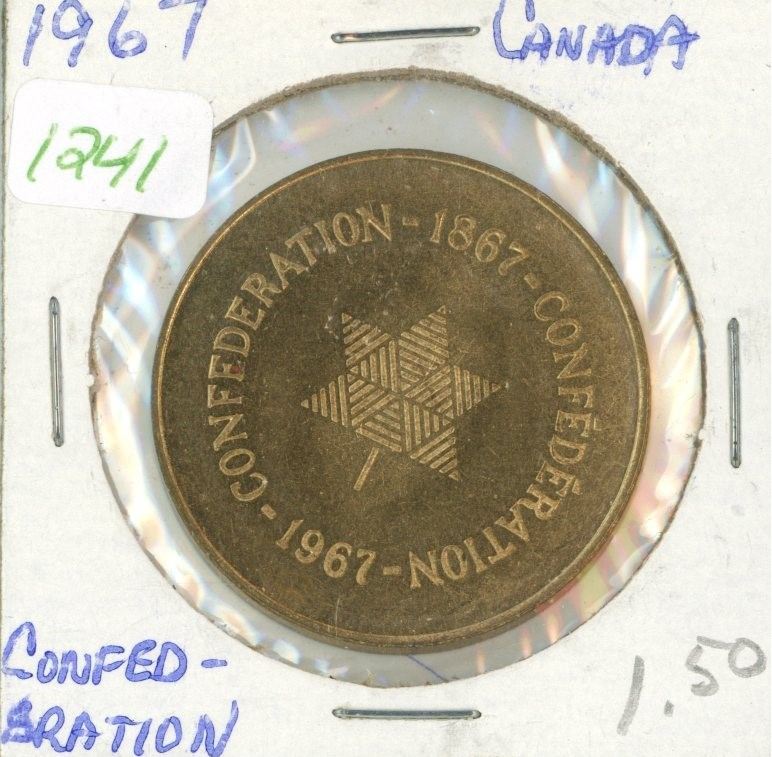 1967 CANADA
1241
CONFEDERATION - 1867 - CONFÉDÉRATION - 1967 -
CONFED-
ERATION
1.50